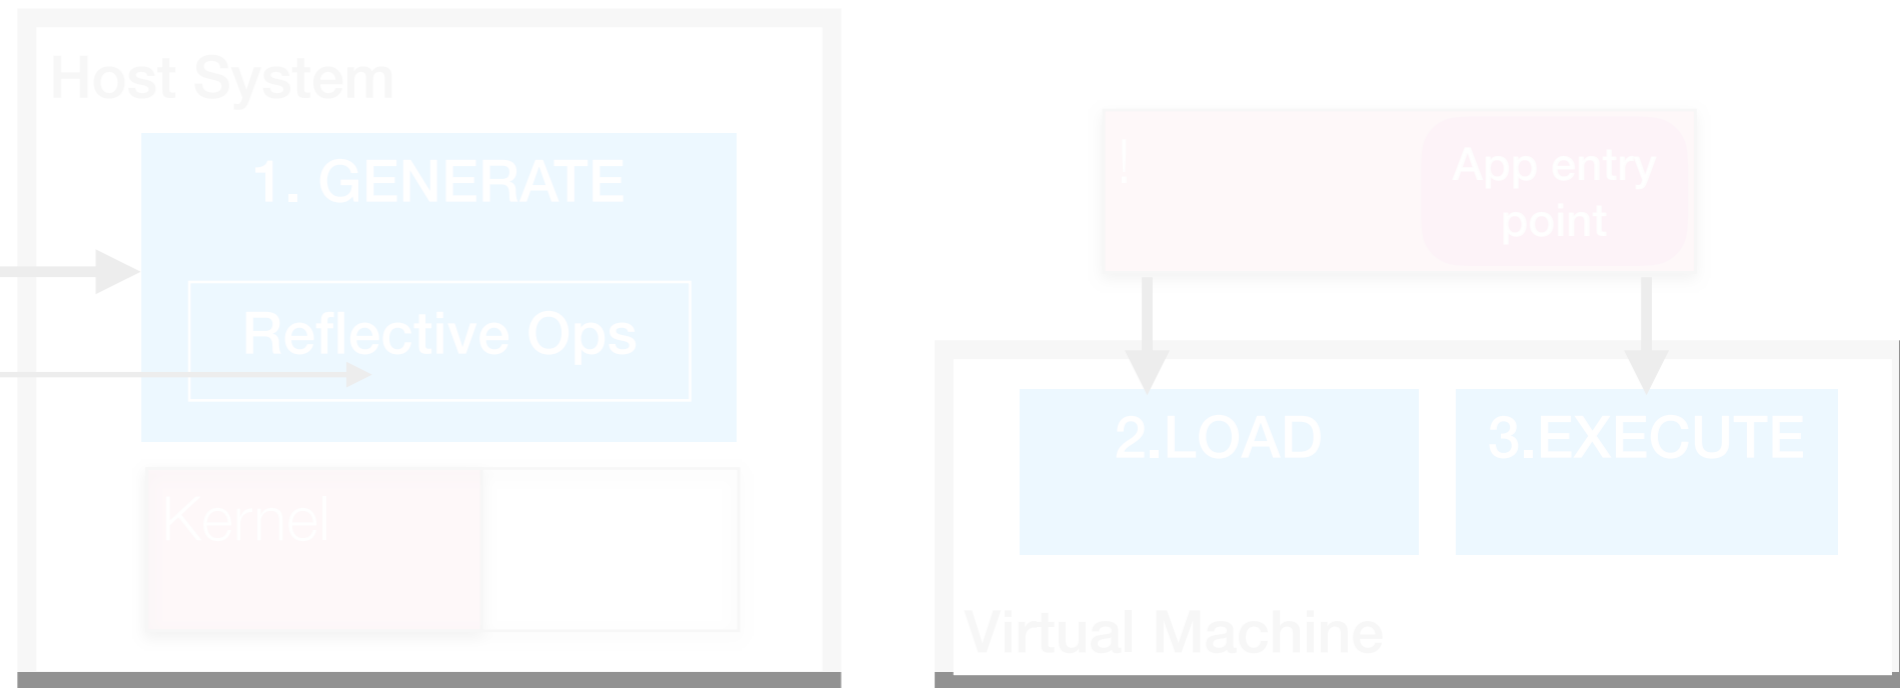 Host System
1. GENERATE
Reflective Ops
Kernel
!
App entry
point
2.LOAD
3.EXECUTE
Virtual Machine